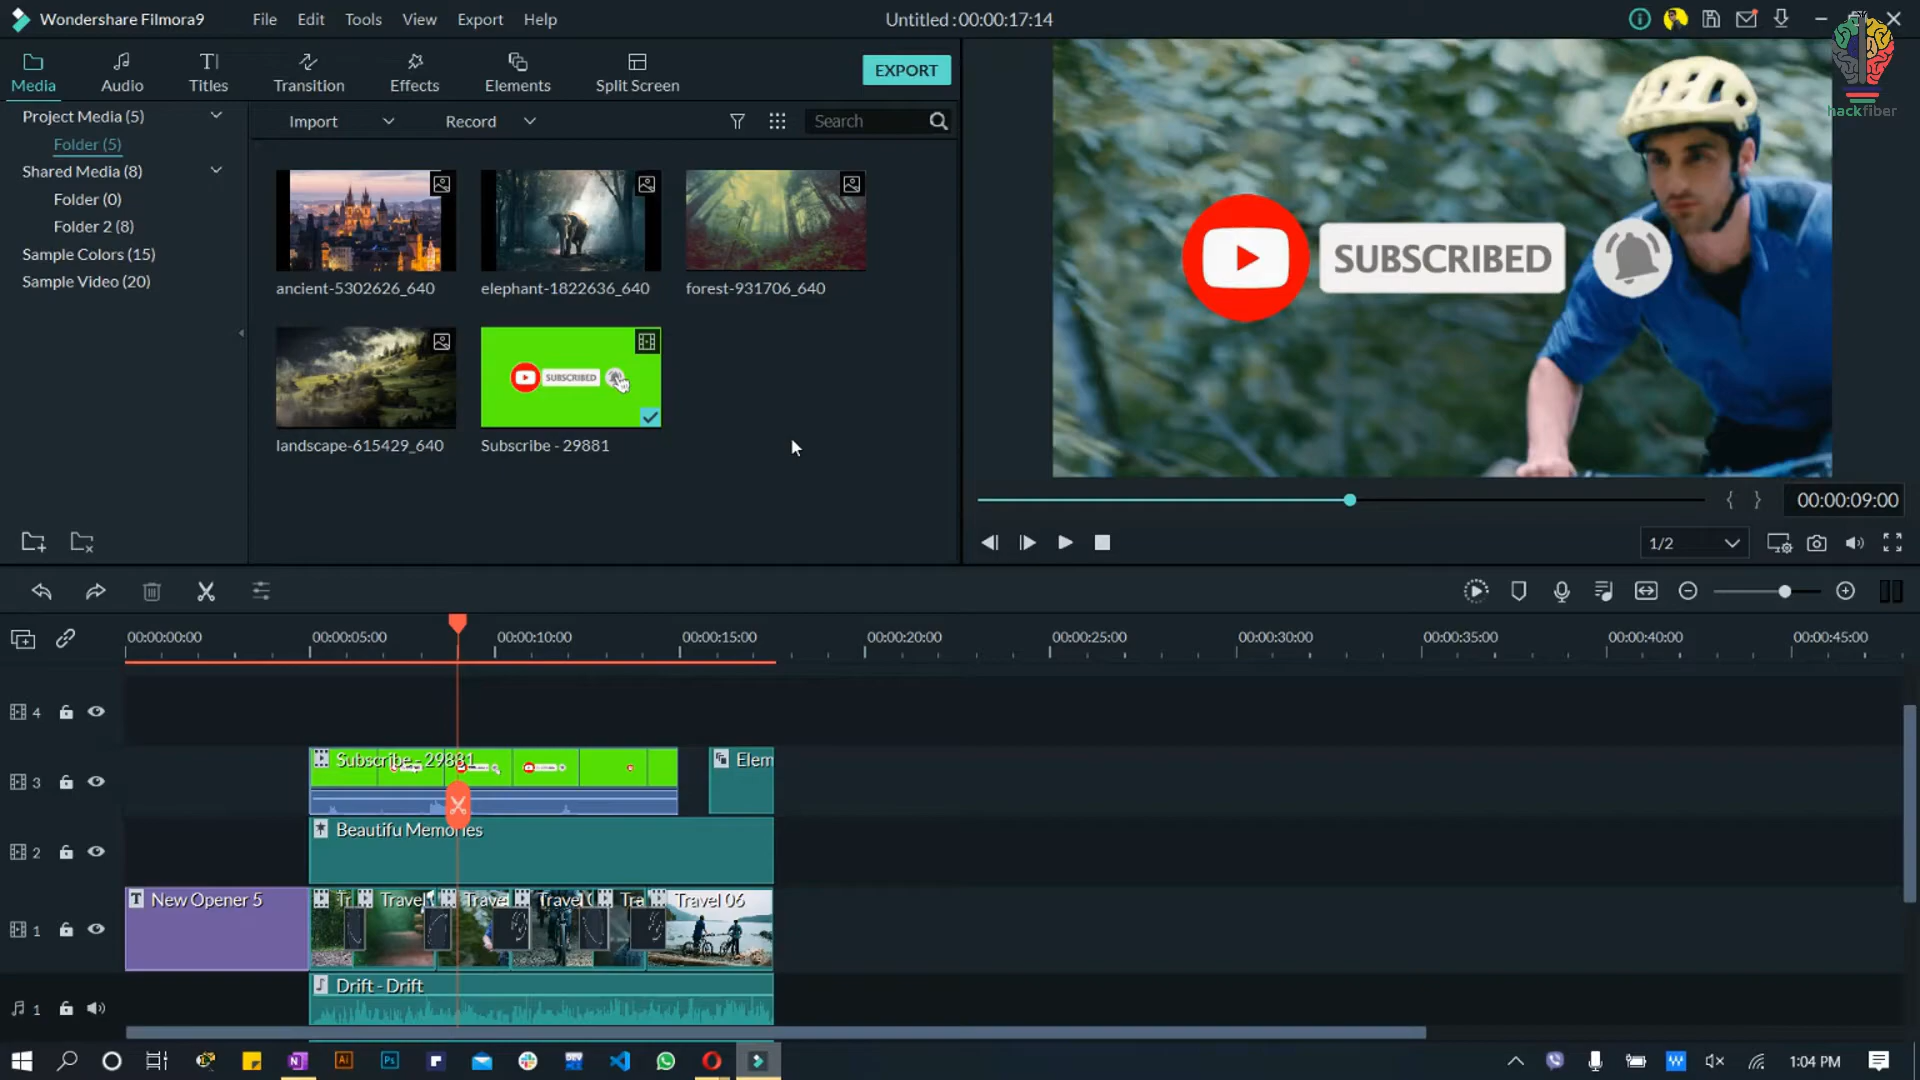 Wondershare Filmora9
File Edit Tools View Export Help
Untitled : 00:00:17:14
hackfiber
Media Audio Titles Transition Effects Elements Split Screen
EXPORT
Project Media (5)
Folder (5)
Shared Media (8)
Folder (0)
Folder 2 (8)
Sample Colors (15)
Sample Video (20)
Import Record Search
ancient-5302626_640
elephant-1822636_640
forest-931706_640
SUBSCRIBED
landscape-615429_640
Subscribe - 29881
SUBSCRIBED
00:00:09:00
1/2
00:00:00:00 00:00:05:00 00:00:10:00 00:00:15:00 00:00:20:00 00:00:25:00 00:00:30:00 00:00:35:00 00:00:40:00 00:00:45:00
4
3
Subscribe - 29881
Elem
2
Beautifu Memories
1
New Opener 5
Tr Travel Trave Travel Tra Travel 06
1
Drift - Drift
Ai Ps DEV
1:04 PM